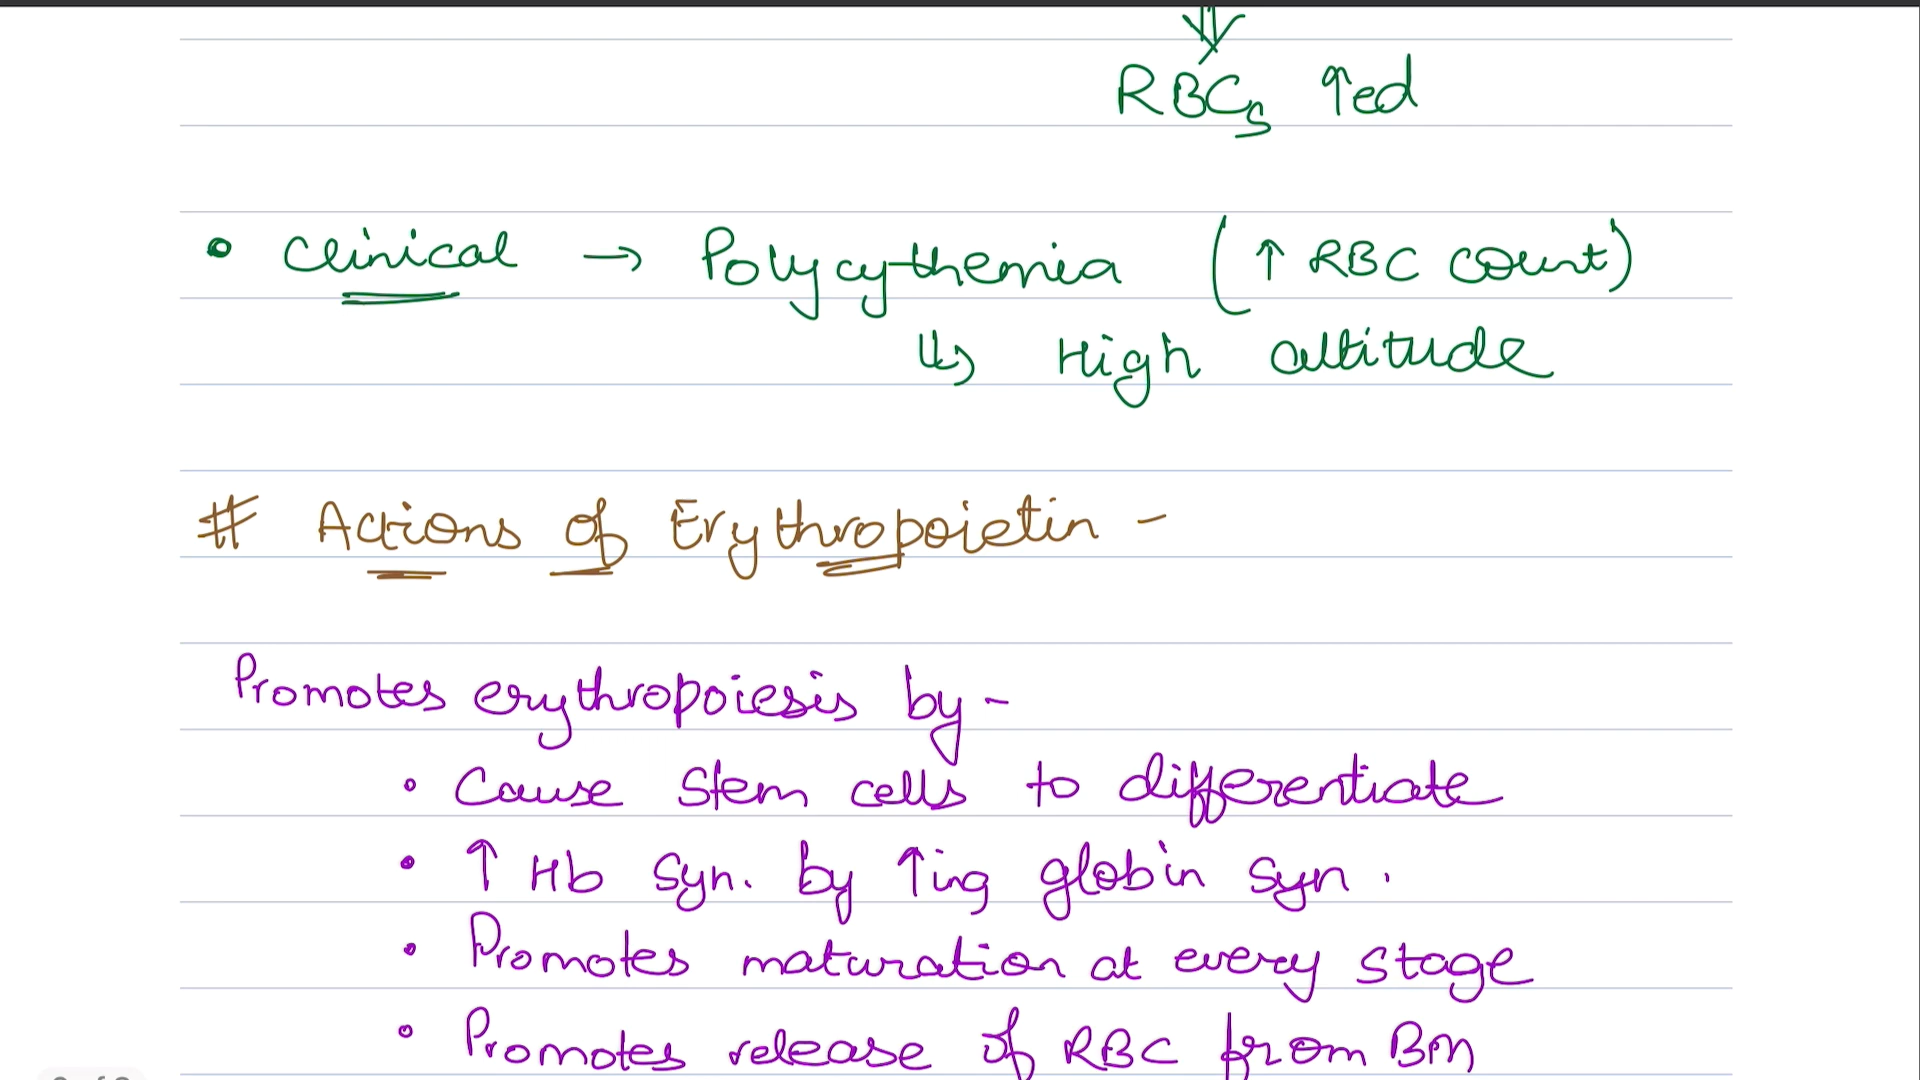 ⇓
RBCs ↑ed
• Clinical → Polycythemia (↑ RBC count)
↳ High altitude
# Actions of Erythropoietin -
Promotes erythropoiesis by -
• Cause stem cells to differentiate
• ↑ Hb syn. by ↑ing globin syn.
• Promotes maturation at every stage
• Promotes release of RBC from BM